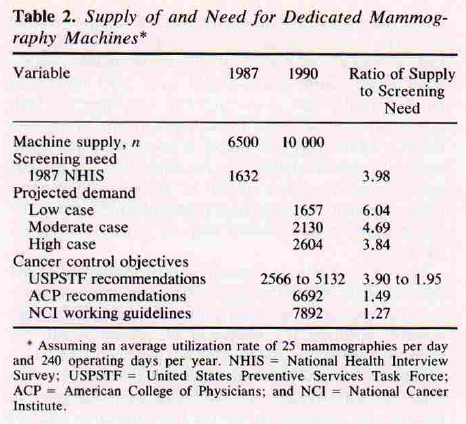 Table 2. Supply of and Need for Dedicated Mammog-
raphy Machines*
Variable 1987 1990 Ratio of Supply
to Screening
Need
Machine supply, n 6500 10 000
Screening need
1987 NHIS 1632 3.98
Projected demand
Low case 1657 6.04
Moderate case 2130 4.69
High case 2604 3.84
Cancer control objectives
USPSTF recommendations 2566 to 5132 3.90 to 1.95
ACP recommendations 6692 1.49
NCI working guidelines 7892 1.27
* Assuming an average utilization rate of 25 mammographies per day
and 240 operating days per year. NHIS = National Health Interview
Survey; USPSTF = United States Preventive Services Task Force;
ACP = American College of Physicians; and NCI = National Cancer
Institute.